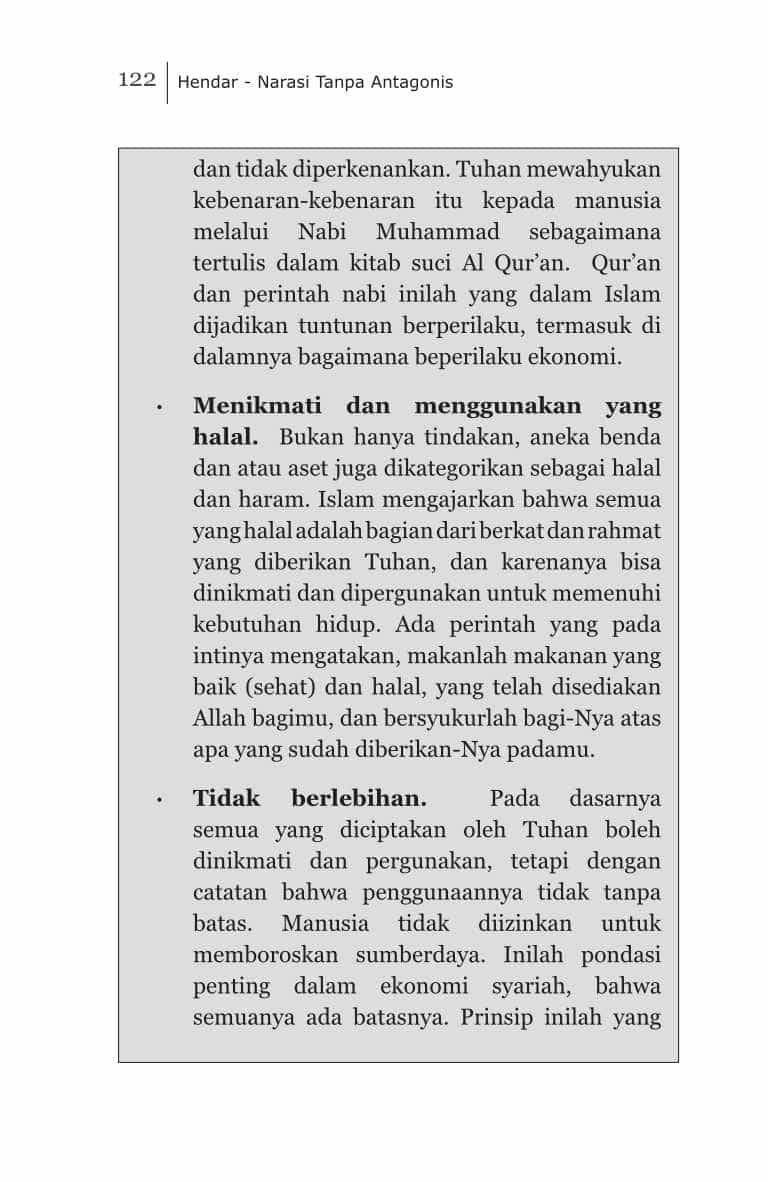 122 Hendar - Narasi Tanpa Antagonis
dan tidak diperkenankan. Tuhan mewahyukan
kebenaran-kebenaran itu kepada manusia
melalui Nabi Muhammad sebagaimana
tertulis dalam kitab suci Al Qur’an. Qur’an
dan perintah nabi inilah yang dalam Islam
dijadikan tuntunan berperilaku, termasuk di
dalamnya bagaimana beperilaku ekonomi.
• Menikmati dan menggunakan yang
halal. Bukan hanya tindakan, aneka benda
dan atau aset juga dikategorikan sebagai halal
dan haram. Islam mengajarkan bahwa semua
yang halal adalah bagian dari berkat dan rahmat
yang diberikan Tuhan, dan karenanya bisa
dinikmati dan dipergunakan untuk memenuhi
kebutuhan hidup. Ada perintah yang pada
intinya mengatakan, makanlah makanan yang
baik (sehat) dan halal, yang telah disediakan
Allah bagimu, dan bersyukurlah bagi-Nya atas
apa yang sudah diberikan-Nya padamu.
• Tidak berlebihan. Pada dasarnya
semua yang diciptakan oleh Tuhan boleh
dinikmati dan pergunakan, tetapi dengan
catatan bahwa penggunaannya tidak tanpa
batas. Manusia tidak diizinkan untuk
memboroskan sumberdaya. Inilah pondasi
penting dalam ekonomi syariah, bahwa
semuanya ada batasnya. Prinsip inilah yang